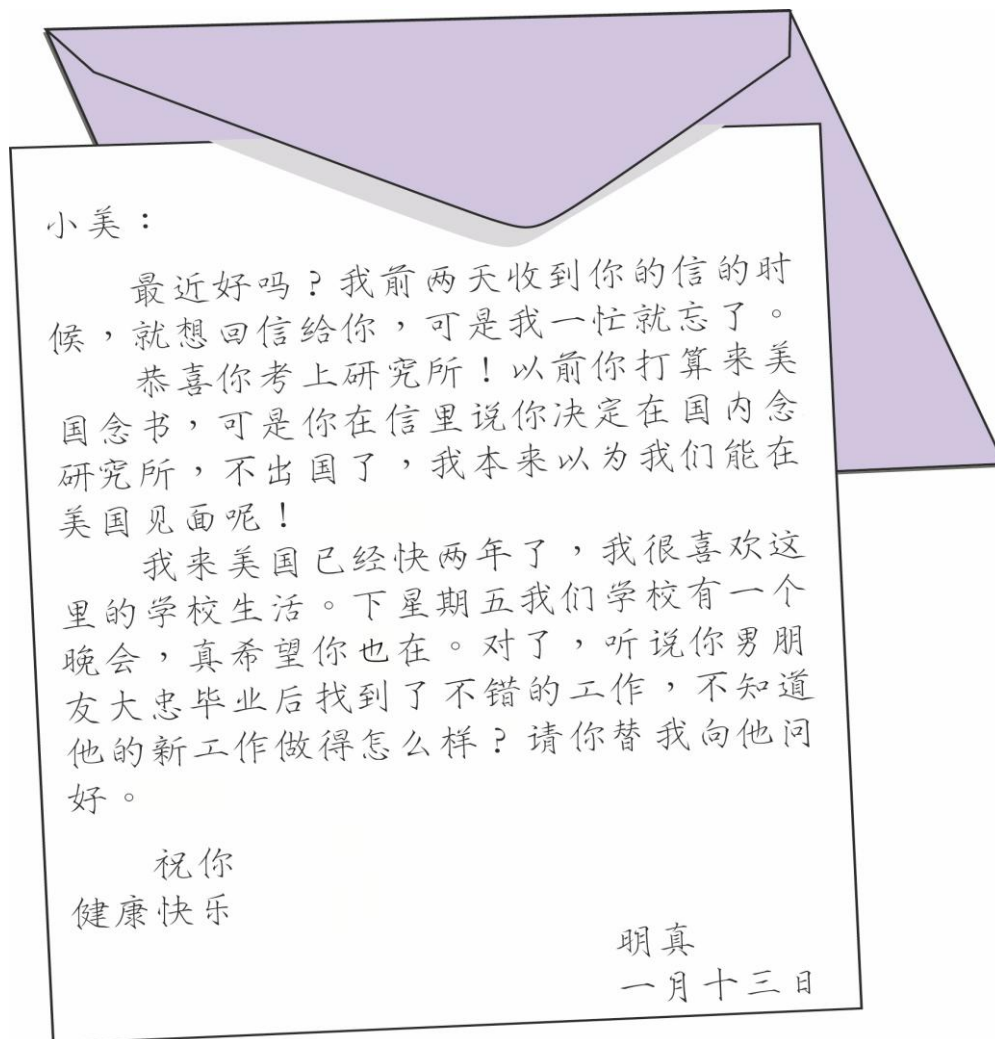 小美：
最近好吗？我前两天收到你的信的时
候，就想回信给你，可是我一忙就忘了。
恭喜你考上研究所！以前你打算来美
国念书，可是你在信里说你决定在国内念
研究所，不出国了，我本来以为我们能在
美国见面呢！
我来美国已经快两年了，我很喜欢这
里的学校生活。下星期五我们学校有一个
晚会，真希望你也在。对了，听说你男朋
友大忠毕业后找到了不错的工作，不知道
他的新工作做得怎么样？请你替我向他问
好。
祝你
健康快乐
明真
一月十三日